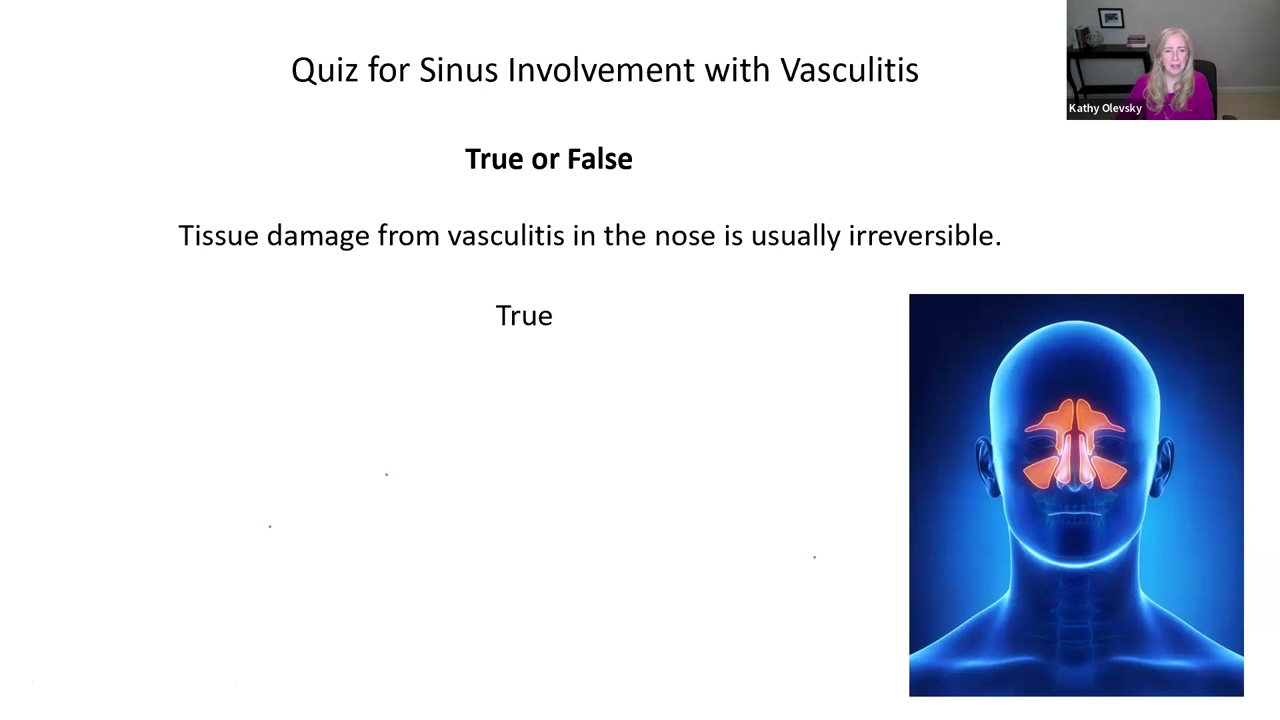 Quiz for Sinus Involvement with Vasculitis
Kathy Olevsky
True or False
Tissue damage from vasculitis in the nose is usually irreversible.
True